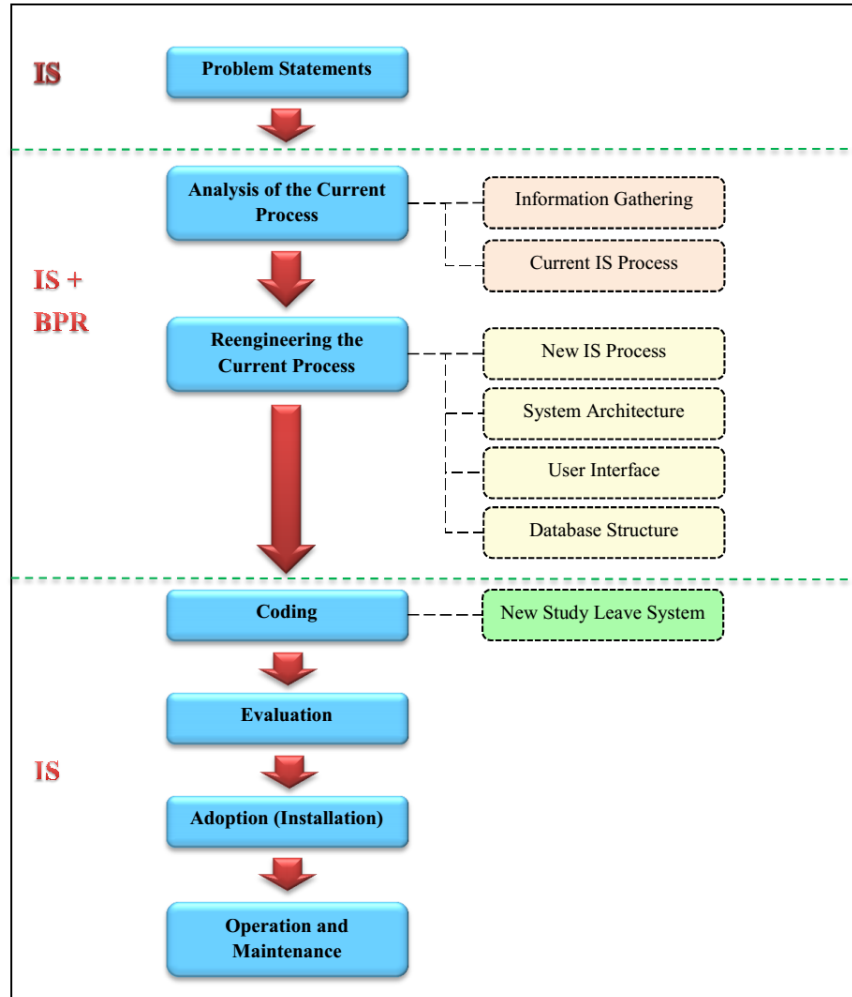 IS
Problem Statements
Analysis of the Current
Process
Information Gathering
Current IS Process
IS +
BPR
Reengineering the
Current Process
New IS Process
System Architecture
User Interface
Database Structure
Coding
New Study Leave System
Evaluation
IS
Adoption (Installation)
Operation and
Maintenance